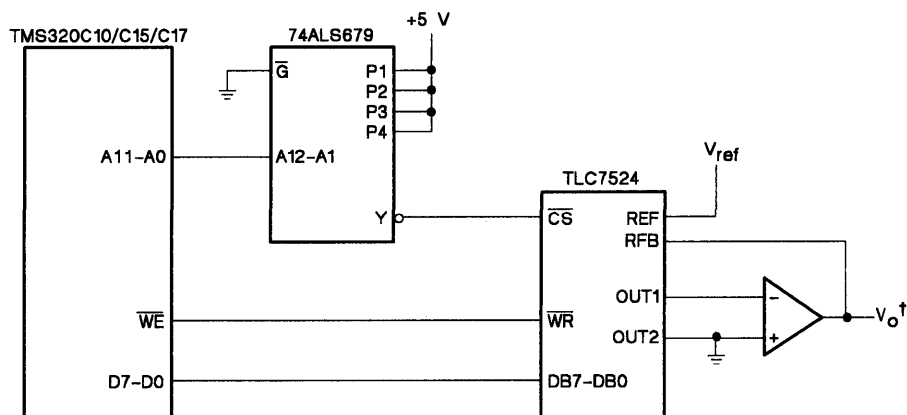 +5 V
TMS320C10/C15/C17
74ALS679
G
P1
P2
P3
P4
A11-A0
A12-A1
Vref
TLC7524
Y
CS
REF
RFB
OUT1
WE
WR
OUT2
Vo†
D7-D0
DB7-DB0
-
+